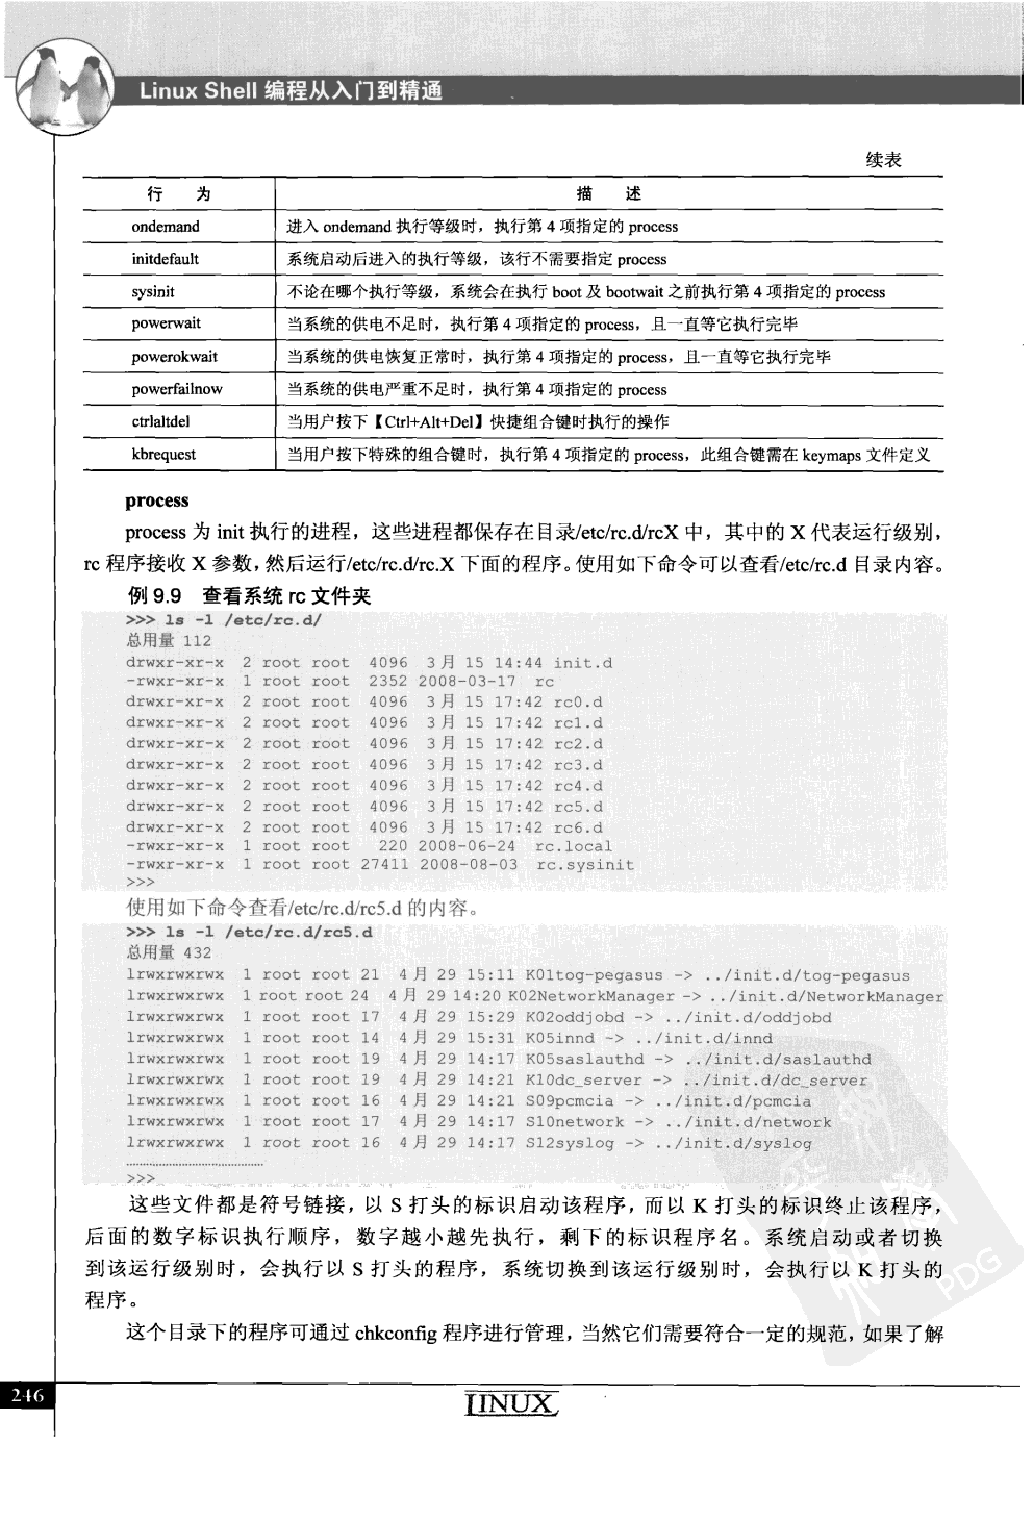 Linux Shell 编程从入门到精通
续表
行 为 描 述
ondemand 进入 ondemand 执行等级时，执行第 4 项指定的 process
initdefault 系统启动后进入的执行等级，该行不需要指定 process
sysinit 不论在哪个执行等级，系统会在执行 boot 及 bootwait 之前执行第 4 项指定的 process
powerwait 当系统的供电不足时，执行第 4 项指定的 process，且一直等它执行完毕
powerokwait 当系统的供电恢复正常时，执行第 4 项指定的 process，且一直等它执行完毕
powerfailnow 当系统的供电严重不足时，执行第 4 项指定的 process
ctrlaltdel 当用户按下【Ctrl+Alt+Del】快捷组合键时执行的操作
kbrequest 当用户按下特殊的组合键时，执行第 4 项指定的 process，此组合键需在 keymaps 文件定义
process
process 为 init 执行的进程，这些进程都保存在目录/etc/rc.d/rcX 中，其中的 X 代表运行级别，
rc 程序接收 X 参数，然后运行/etc/rc.d/rc.X 下面的程序。使用如下命令可以查看/etc/rc.d 目录内容。
例 9.9 查看系统 rc 文件夹
>>> ls -l /etc/rc.d/
总用量 112
drwxr-xr-x 2 root root 4096 3 月 15 14:44 init.d
-rwxr-xr-x 1 root root 2352 2008-03-17 rc
drwxr-xr-x 2 root root 4096 3 月 15 17:42 rc0.d
drwxr-xr-x 2 root root 4096 3 月 15 17:42 rc1.d
drwxr-xr-x 2 root root 4096 3 月 15 17:42 rc2.d
drwxr-xr-x 2 root root 4096 3 月 15 17:42 rc3.d
drwxr-xr-x 2 root root 4096 3 月 15 17:42 rc4.d
drwxr-xr-x 2 root root 4096 3 月 15 17:42 rc5.d
drwxr-xr-x 2 root root 4096 3 月 15 17:42 rc6.d
-rwxr-xr-x 1 root root 220 2008-06-24 rc.local
-rwxr-xr-x 1 root root 27411 2008-08-03 rc.sysinit
>>>
使用如下命令查看/etc/rc.d/rc5.d 的内容。
>>> ls -l /etc/rc.d/rc5.d
总用量 432
lrwxrwxrwx 1 root root 21 4 月 29 15:11 K01tog-pegasus -> ../init.d/tog-pegasus
lrwxrwxrwx 1 root root 24 4 月 29 14:20 K02NetworkManager -> ../init.d/NetworkManager
lrwxrwxrwx 1 root root 17 4 月 29 15:29 K02oddjobd -> ../init.d/oddjobd
lrwxrwxrwx 1 root root 14 4 月 29 15:31 K05innd -> ../init.d/innd
lrwxrwxrwx 1 root root 19 4 月 29 14:17 K05saslauthd -> ../init.d/saslauthd
lrwxrwxrwx 1 root root 19 4 月 29 14:21 K10dc_server -> ../init.d/dc_server
lrwxrwxrwx 1 root root 16 4 月 29 14:21 S09pcmcia -> ../init.d/pcmcia
lrwxrwxrwx 1 root root 17 4 月 29 14:17 S10network -> ../init.d/network
lrwxrwxrwx 1 root root 16 4 月 29 14:17 S12syslog -> ../init.d/syslog
……………………………
>>>
这些文件都是符号链接，以 S 打头的标识启动该程序，而以 K 打头的标识终止该程序，
后面的数字标识执行顺序，数字越小越先执行，剩下的标识程序名。系统启动或者切换
到该运行级别时，会执行以 S 打头的程序，系统切换到该运行级别时，会执行以 K 打头的
程序。
这个目录下的程序可通过 chkconfig 程序进行管理，当然它们需要符合一定的规范，如果了解
PDG
246
LINUX